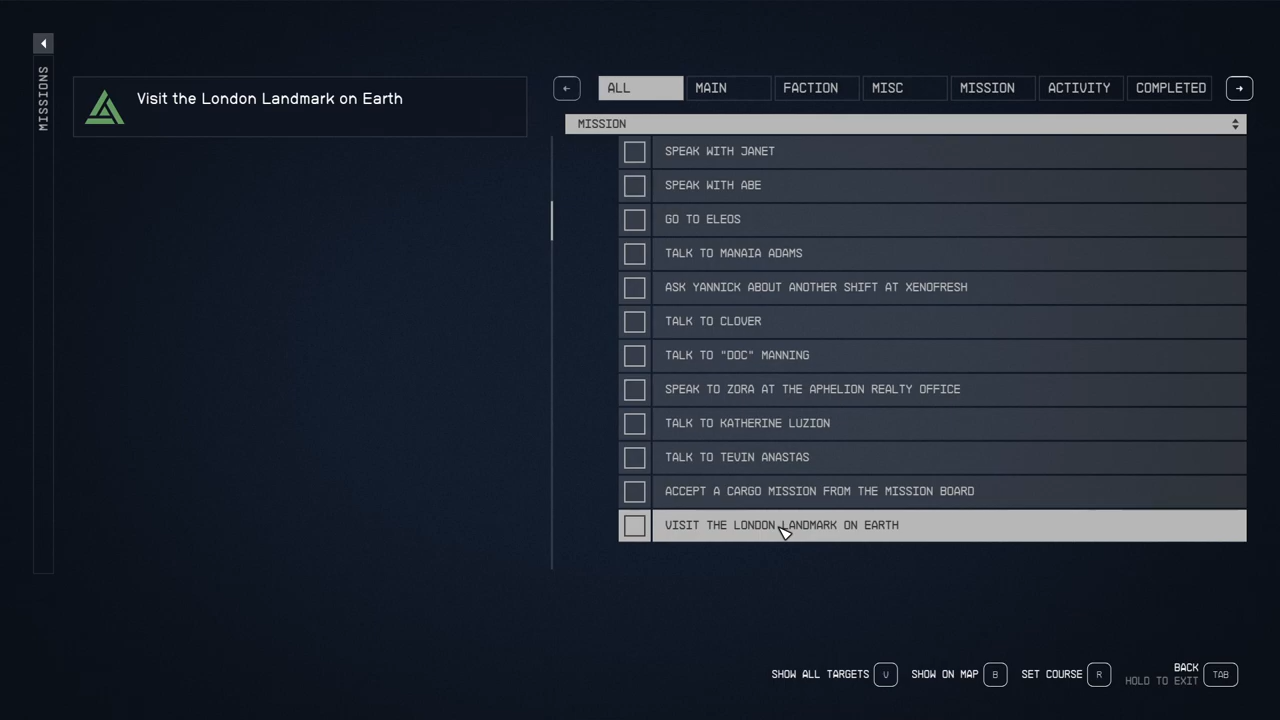 MISSIONS
Visit the London Landmark on Earth
ALL MAIN FACTION MISC MISSION ACTIVITY COMPLETED
MISSION
SPEAK WITH JANET
SPEAK WITH ABE
GO TO ELEOS
TALK TO MANAIA ADAMS
ASK YANNICK ABOUT ANOTHER SHIFT AT XENOFRESH
TALK TO CLOVER
TALK TO "DOC" MANNING
SPEAK TO ZORA AT THE APHELION REALTY OFFICE
TALK TO KATHERINE LUZION
TALK TO TEVIN ANASTAS
ACCEPT A CARGO MISSION FROM THE MISSION BOARD
VISIT THE LONDON LANDMARK ON EARTH
SHOW ALL TARGETS V SHOW ON MAP B SET COURSE R BACK TAB
HOLD TO EXIT